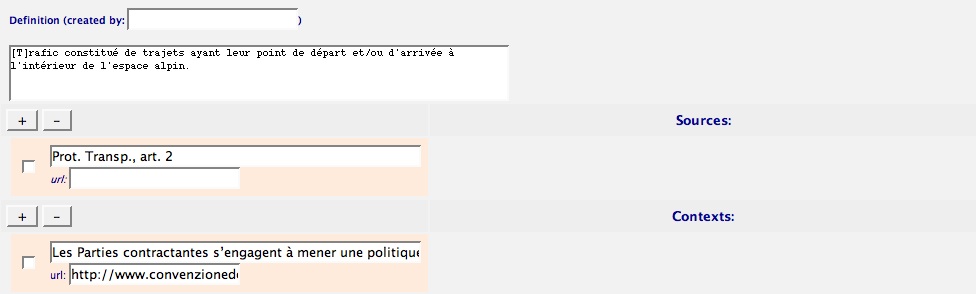 Definition (created by: )
[T]rafic constitué de trajets ayant leur point de départ et/ou d'arrivée à
l'intérieur de l'espace alpin.
+ - Sources:
Prot. Transp., art. 2
url:
+ - Contexts:
Les Parties contractantes s'engagent à mener une politique
url: http://www.convenzioned